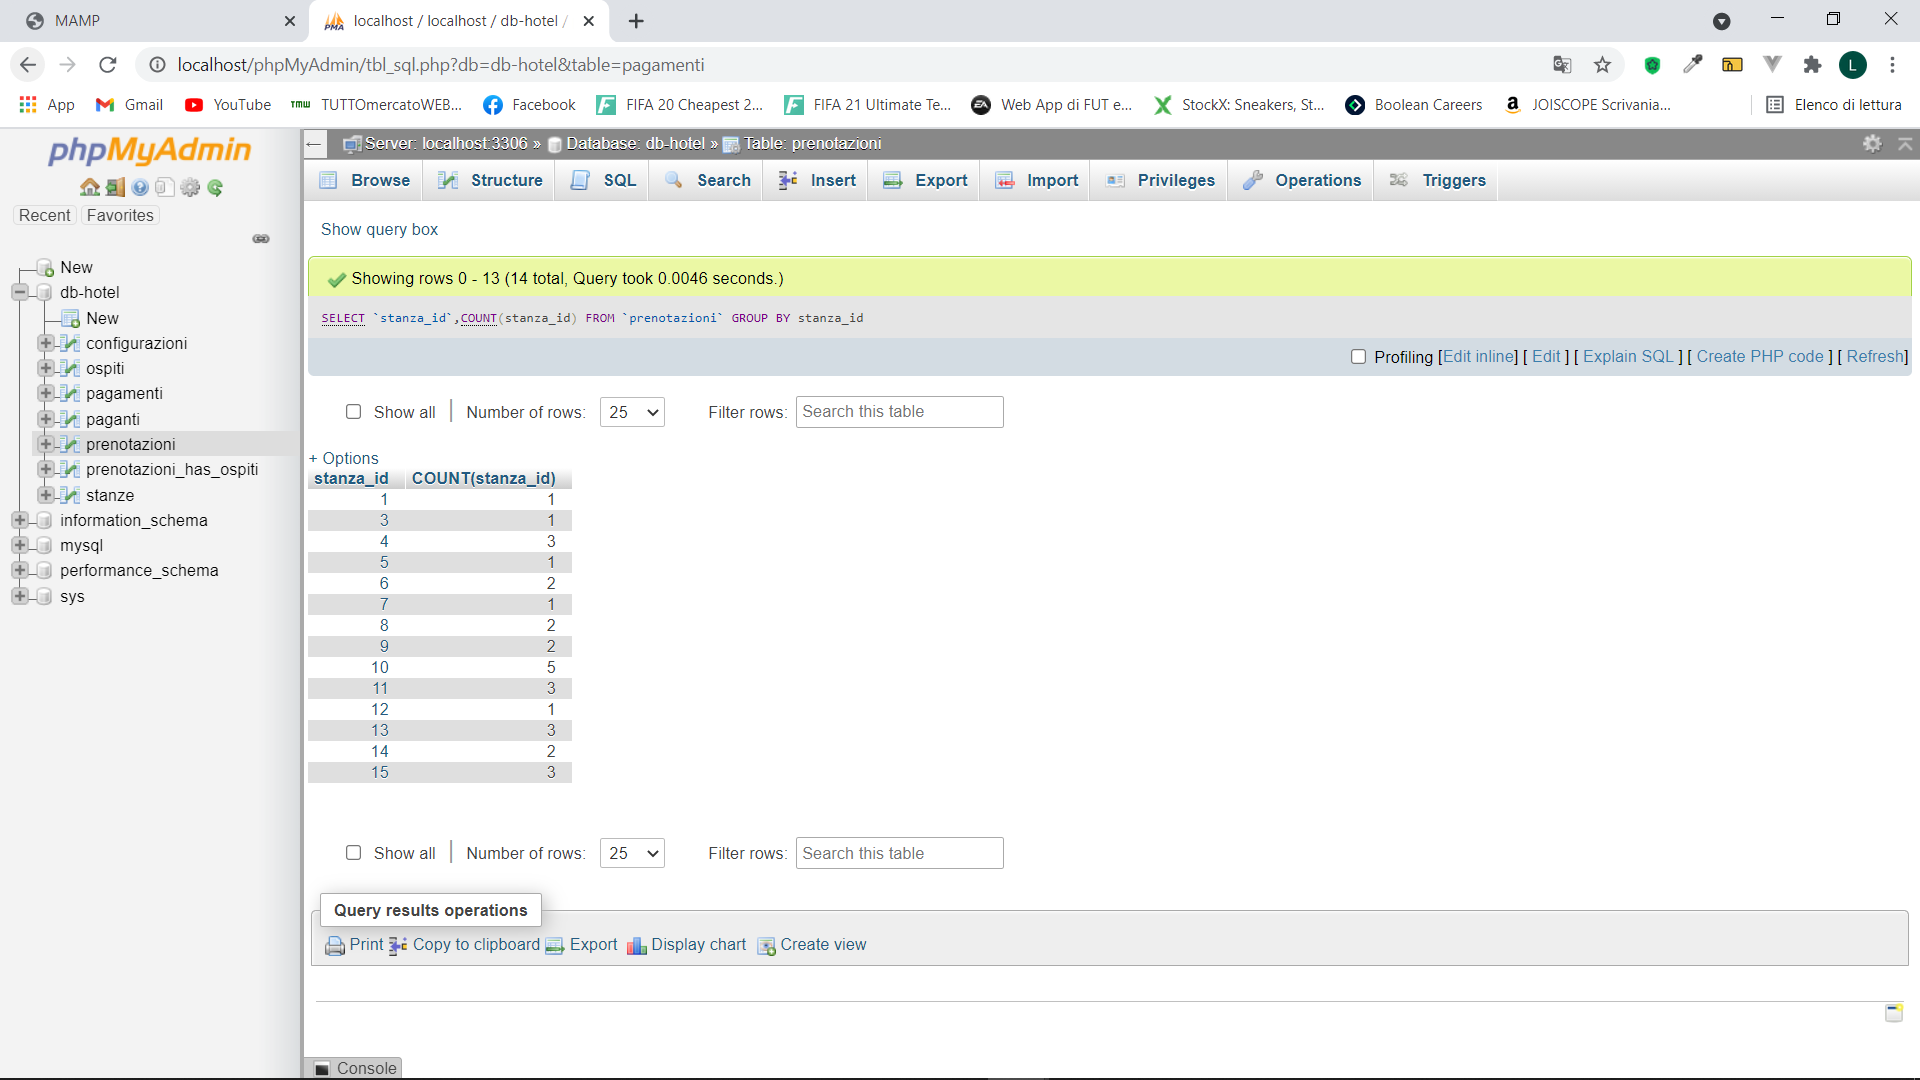 MAMP
localhost / localhost / db-hotel /
localhost/phpMyAdmin/tbl_sql.php?db=db-hotel&table=pagamenti
L
App
Gmail
YouTube
TMW TUTTOmercatoWEB...
Facebook
FIFA 20 Cheapest 2...
FIFA 21 Ultimate Te...
Web App di FUT e...
StockX: Sneakers, St...
Boolean Careers
JOISCOPE Scrivania...
Elenco di lettura
phpMyAdmin
Recent
Favorites
New
db-hotel
New
configurazioni
ospiti
pagamenti
paganti
prenotazioni
prenotazioni_has_ospiti
stanze
information_schema
mysql
performance_schema
sys
Server: localhost:3306 » Database: db-hotel » Table: prenotazioni
Browse
Structure
SQL
Search
Insert
Export
Import
Privileges
Operations
Triggers
Show query box
Showing rows 0 - 13 (14 total, Query took 0.0046 seconds.)
SELECT `stanza_id`,COUNT(stanza_id) FROM `prenotazioni` GROUP BY stanza_id
Profiling [Edit inline] [ Edit ] [ Explain SQL ] [ Create PHP code ] [ Refresh]
Show all | Number of rows: 25 Filter rows: Search this table
+ Options
stanza_id COUNT(stanza_id)
1 1
3 1
4 3
5 1
6 2
7 1
8 2
9 2
10 5
11 3
12 1
13 3
14 2
15 3
Show all | Number of rows: 25 Filter rows: Search this table
Query results operations
Print Copy to clipboard Export Display chart Create view
Console